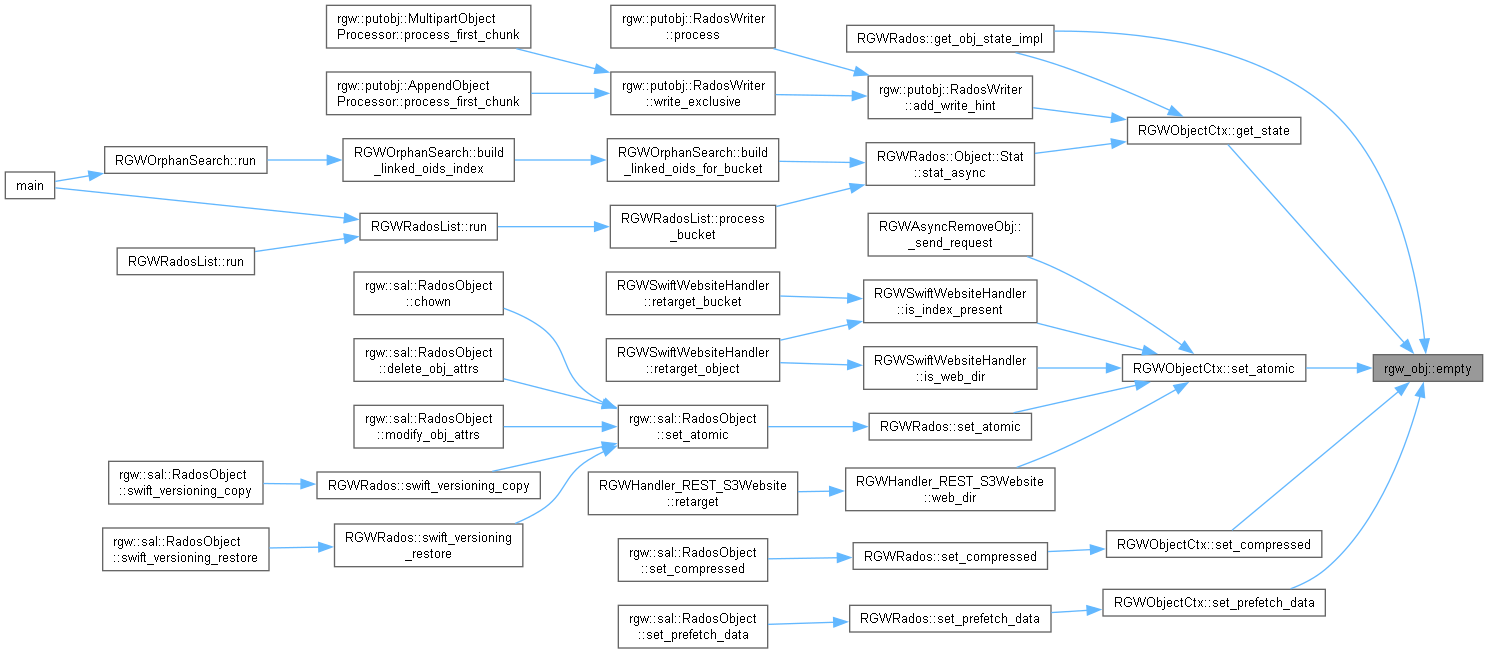 rgw::putobj::MultipartObject
Processor::process_first_chunk
rgw::putobj::RadosWriter
::process
RGWRados::get_obj_state_impl
rgw::putobj::AppendObject
Processor::process_first_chunk
rgw::putobj::RadosWriter
::write_exclusive
rgw::putobj::RadosWriter
::add_write_hint
RGWObjectCtx::get_state
main
RGWOrphanSearch::run
RGWOrphanSearch::build
_linked_oids_index
RGWOrphanSearch::build
_linked_oids_for_bucket
RGWRados::Object::Stat
::stat_async
RGWRadosList::run
RGWRadosList::process
_bucket
RGWAsyncRemoveObj::
_send_request
RGWRadosList::run
rgw::sal::RadosObject
::chown
RGWSwiftWebsiteHandler
::retarget_bucket
RGWSwiftWebsiteHandler
::is_index_present
rgw::sal::RadosObject
::delete_obj_attrs
RGWSwiftWebsiteHandler
::retarget_object
RGWSwiftWebsiteHandler
::is_web_dir
RGWObjectCtx::set_atomic
rgw_obj::empty
rgw::sal::RadosObject
::modify_obj_attrs
rgw::sal::RadosObject
::set_atomic
RGWRados::set_atomic
rgw::sal::RadosObject
::swift_versioning_copy
RGWRados::swift_versioning_copy
RGWHandler_REST_S3Website
::retarget
RGWHandler_REST_S3Website
::web_dir
rgw::sal::RadosObject
::swift_versioning_restore
RGWRados::swift_versioning
_restore
rgw::sal::RadosObject
::set_compressed
RGWRados::set_compressed
RGWObjectCtx::set_compressed
rgw::sal::RadosObject
::set_prefetch_data
RGWRados::set_prefetch_data
RGWObjectCtx::set_prefetch_data